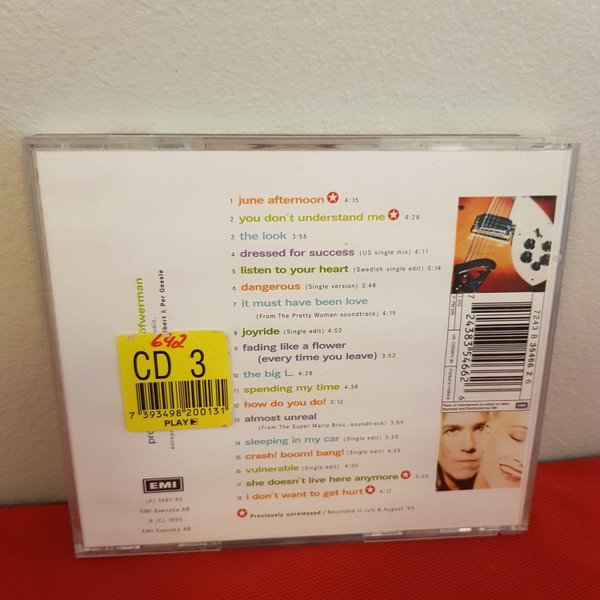 1 june afternoon 4:15
2 you don't understand me 4:28
3 the look 3:56
4 dressed for success (US single mix) 4:11
5 listen to your heart (Swedish single edit) 5:14
6 dangerous (Single version) 3:48
7 it must have been love
(From The Pretty Woman-soundtrack)
4:19
8 joyride (Single edit) 4:02
9 fading like a flower
(every time you leave) 3:53
10 the big L. 4:28
11 spending my time 4:38
12 how do you do! 3:12
13 almost unreal
(From The Super Mario Bros.-soundtrack) 3:59
14 sleeping in my car (Single edit) 3:33
15 crash! boom! bang! (Single edit) 4:25
16 vulnerable (Single edit) 4:30
17 she doesn't live here anymore 4:03
18 i don't want to get hurt 4:17
Previously unreleased / Recorded in July & August '95.
öfwerman
& Per Gessle
pro
except
6402
CD 3
7 393498 200131
PLAY
EMI
(P) 1987-95
EMI Svenska AB
& (C) 1995
EMI Svenska AB
7243 8 35466 2 6
7 24383 54662 6
EMI